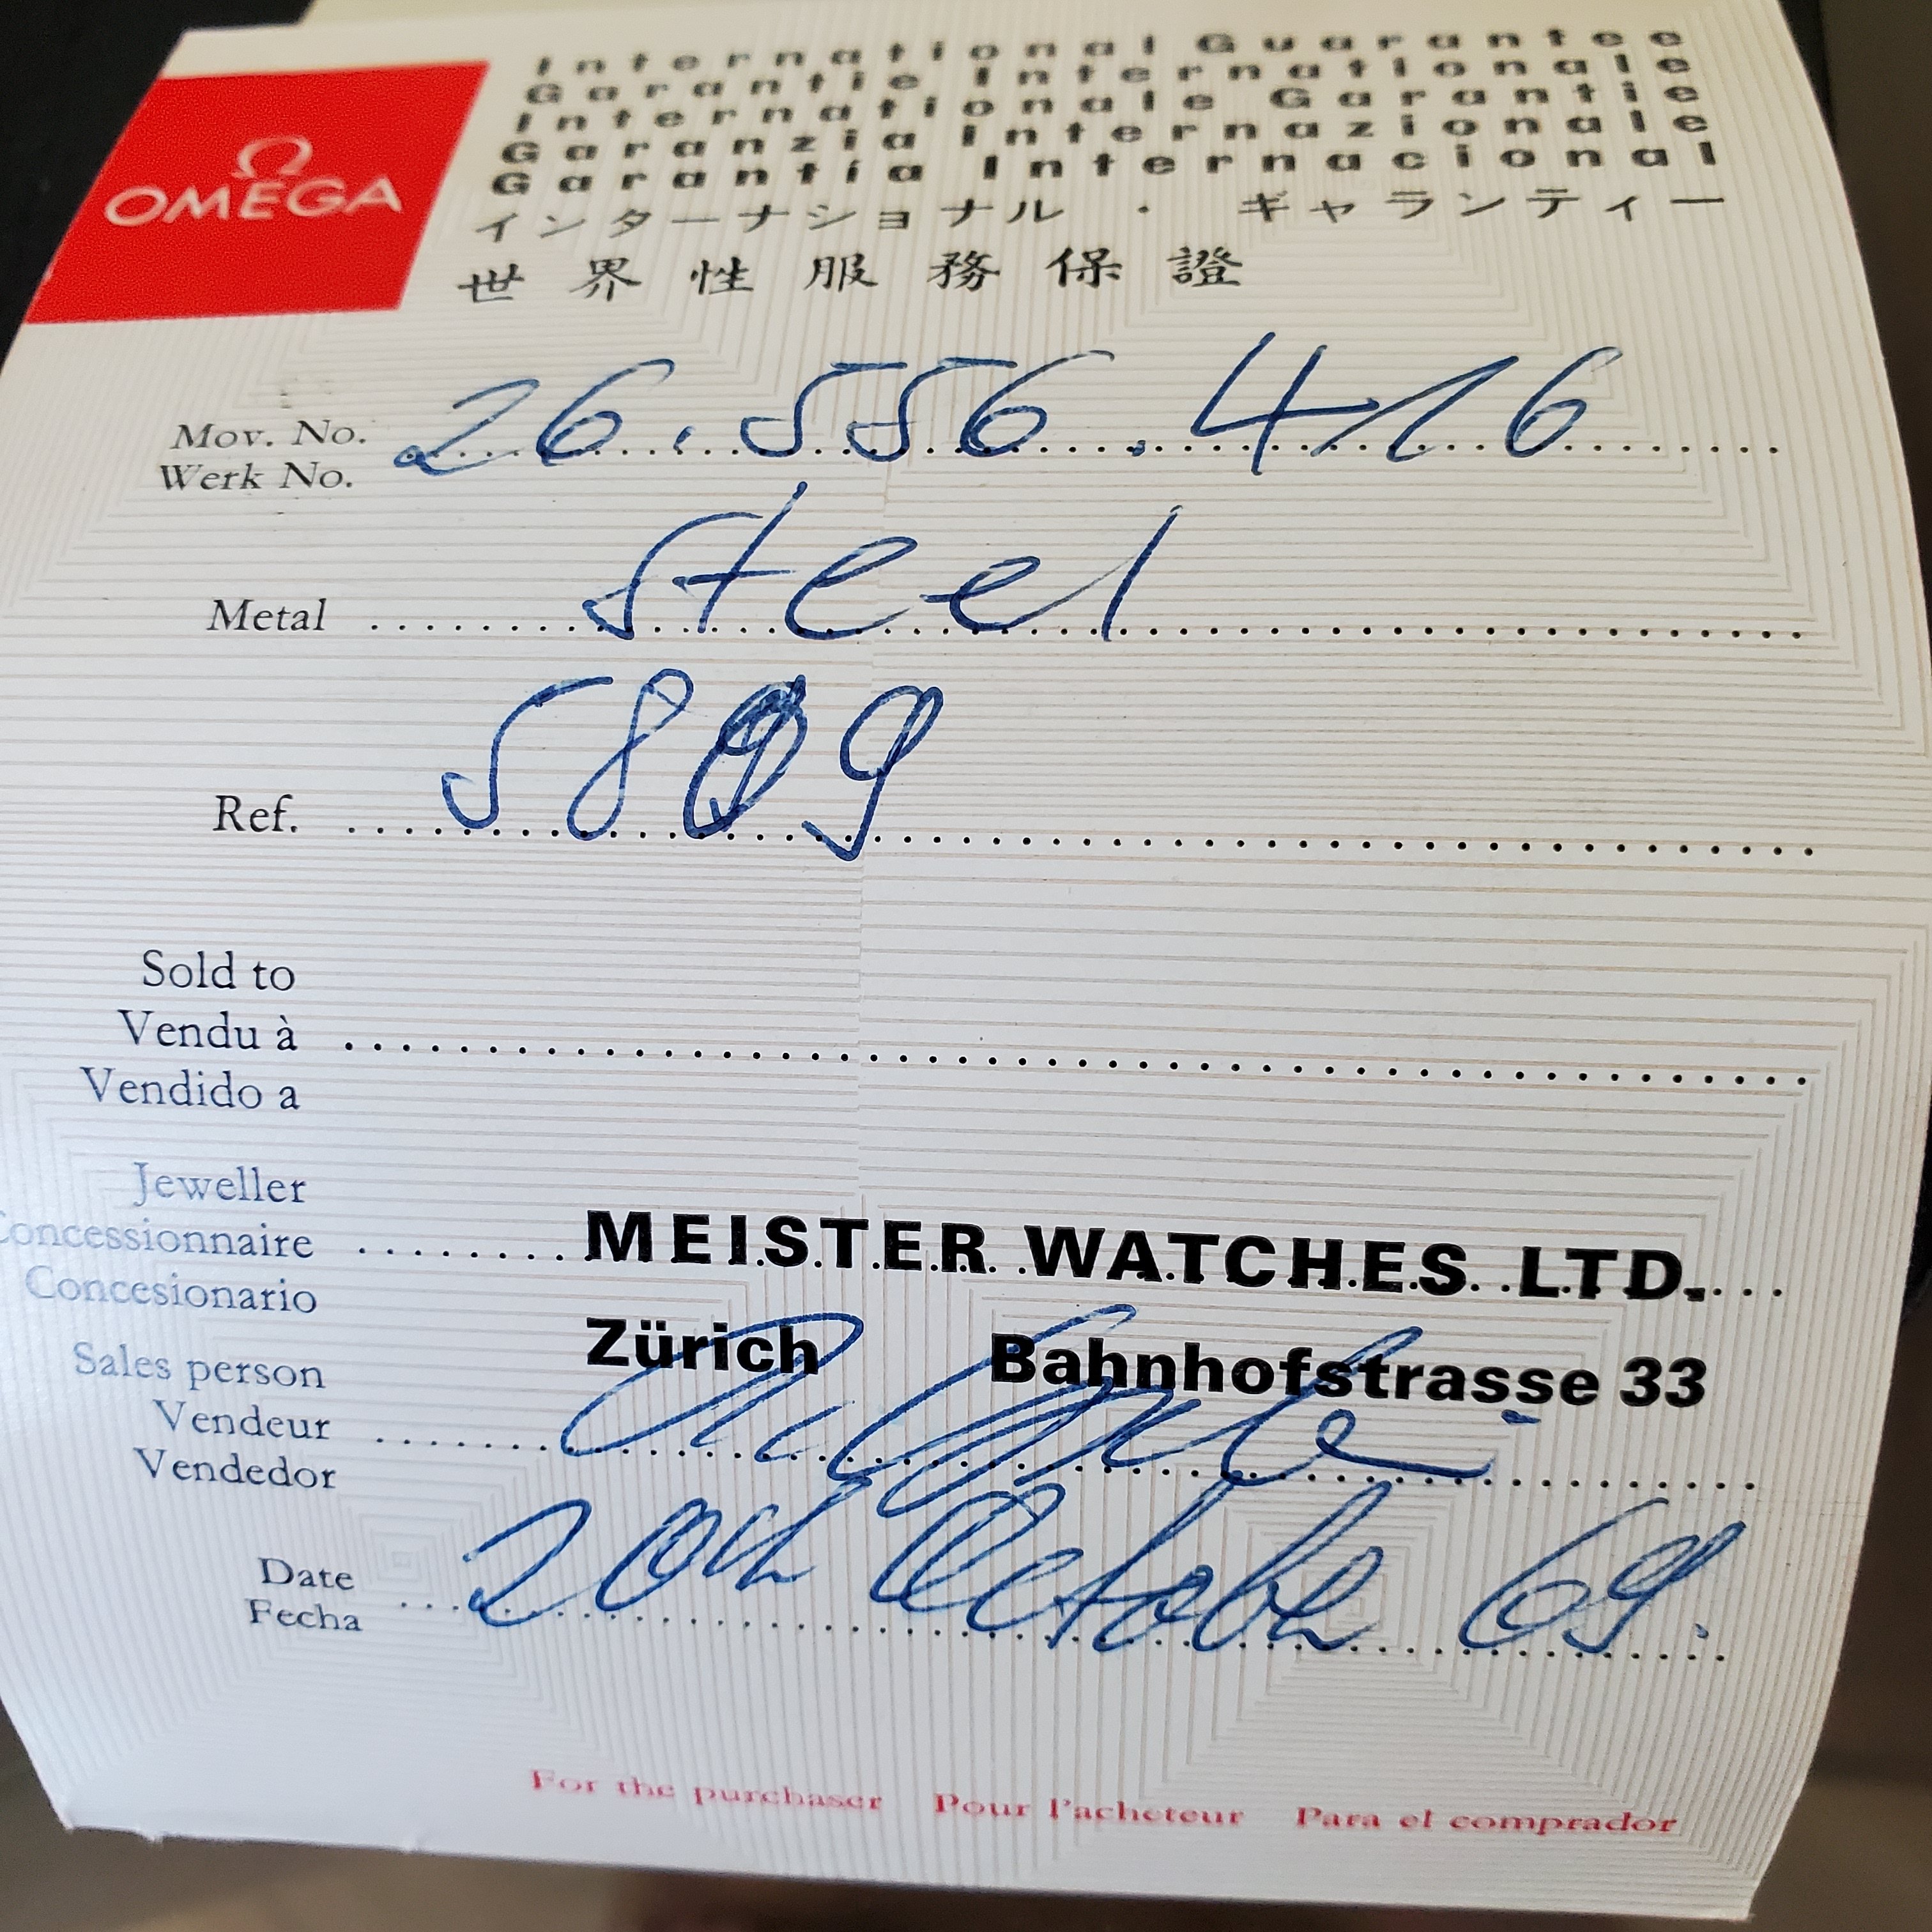 Ω
OMEGA
International Guarantee
Garantie Internationale
Internationale Garantie
Garanzia Internazionale
Garantía Internacional
インターナショナル・ギャランティー
世界性服務保證
Mov. No.
Werk No.
26.556.416
Metal steel
Ref. 5809
Sold to
Vendu à
Vendido a
Jeweller
Concessionnaire
Concesionario
MEISTER WATCHES LTD.
Zürich Bahnhofstrasse 33
Sales person
Vendeur
Vendedor
Date
Fecha
20th October 69.
For the purchaser Pour l'acheteur Para el comprador